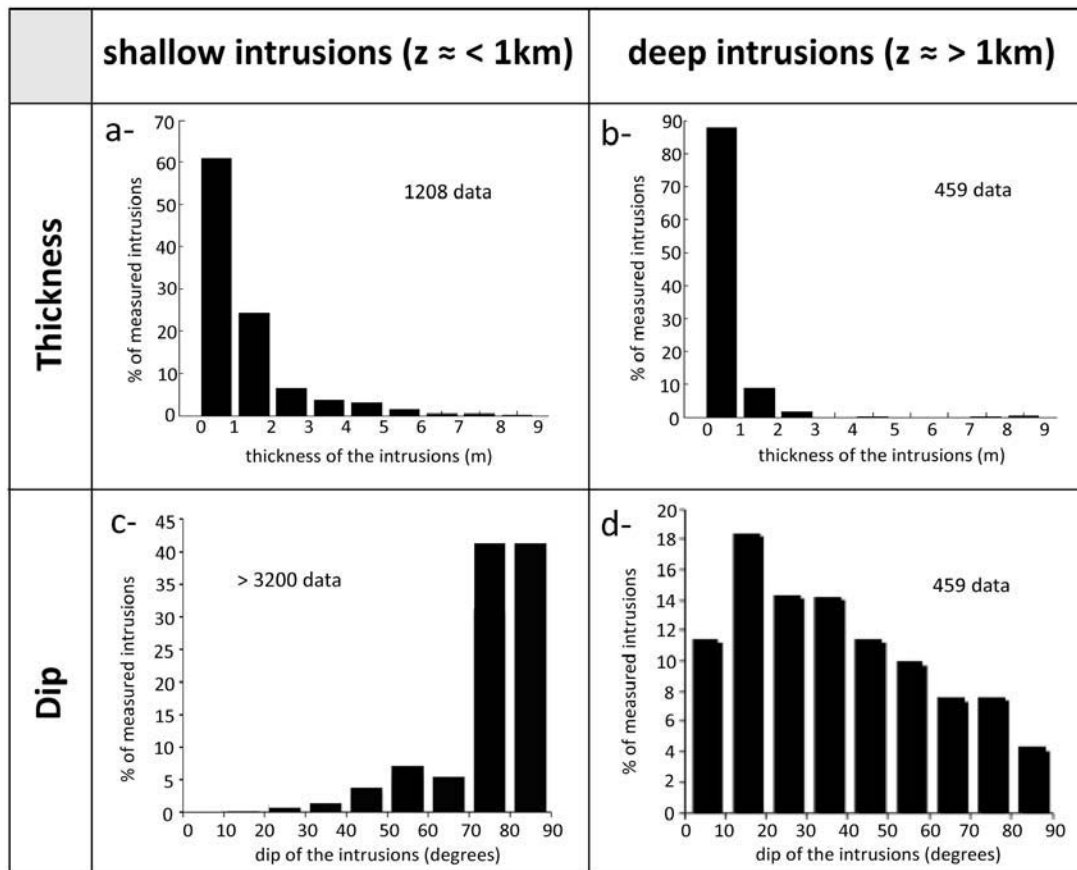 shallow intrusions (z ≈ < 1km)
deep intrusions (z ≈ > 1km)
Thickness
a-
70
60
50
40
30
20
10
0
% of measured intrusions
1208 data
0 1 2 3 4 5 6 7 8 9
thickness of the intrusions (m)
b-
90
80
70
60
50
40
30
20
10
0
% of measured intrusions
459 data
0 1 2 3 4 5 6 7 8 9
thickness of the intrusions (m)
Dip
c-
45
40
35
30
25
20
15
10
5
0
% of measured intrusions
> 3200 data
0 10 20 30 40 50 60 70 80 90
dip of the intrusions (degrees)
d-
20
18
16
14
12
10
8
6
4
2
0
% of measured intrusions
459 data
0 10 20 30 40 50 60 70 80 90
dip of the intrusions (degrees)